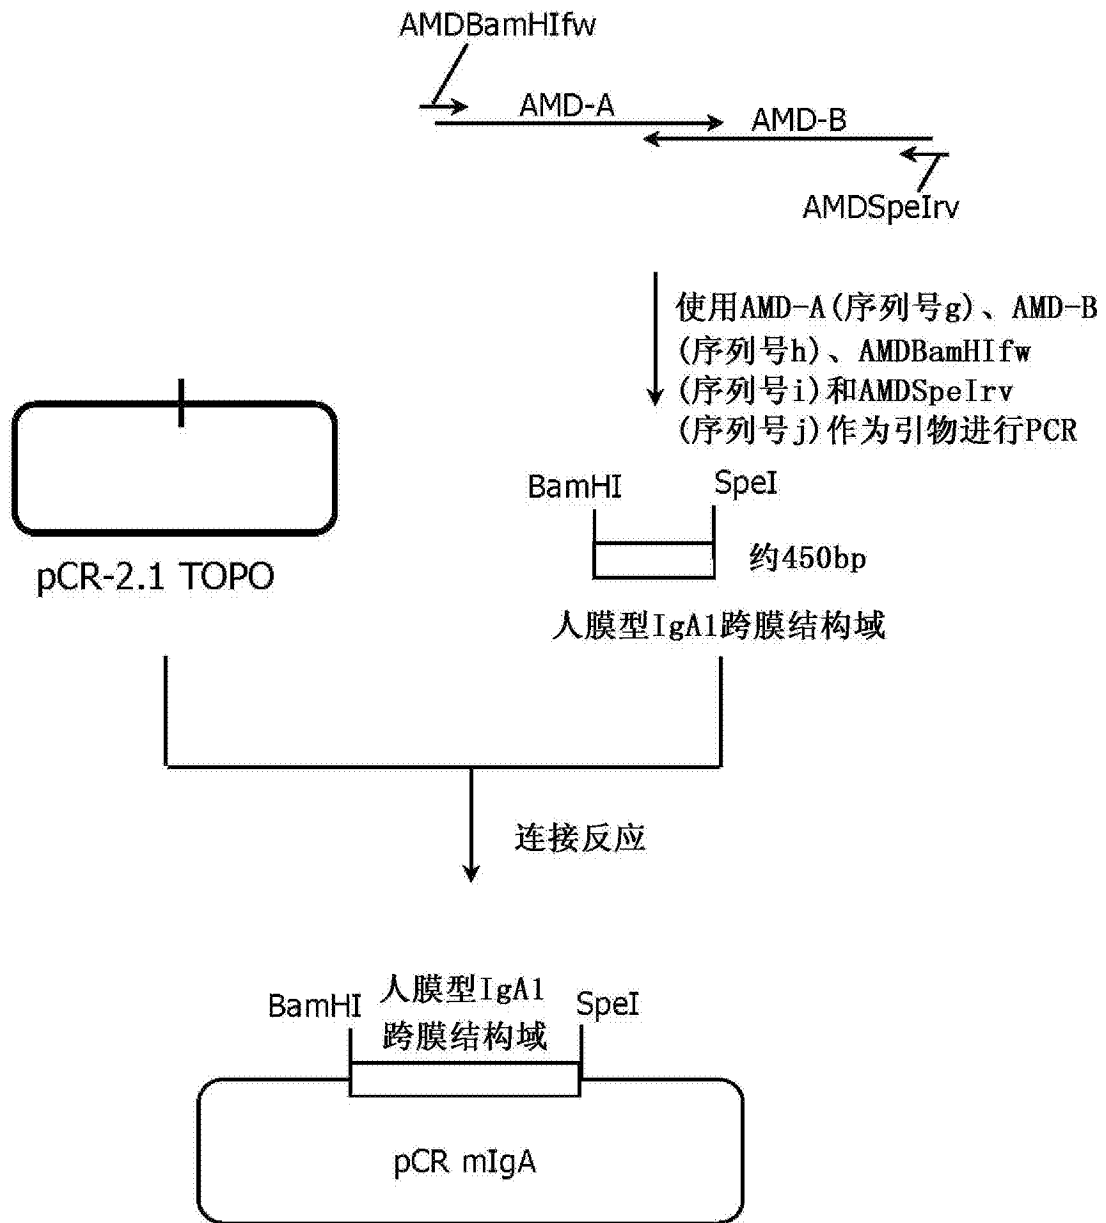 AMDBamHIfw
AMD-A
AMD-B
AMDSpeIrv
使用AMD-A(序列号g)、AMD-B
(序列号h)、AMDBamHIfw
(序列号i)和AMDSpeIrv
(序列号j)作为引物进行PCR
pCR-2.1 TOPO
BamHI
SpeI
约450bp
人膜型IgA1跨膜结构域
连接反应
BamHI
人膜型IgA1
跨膜结构域
SpeI
pCR mIgA